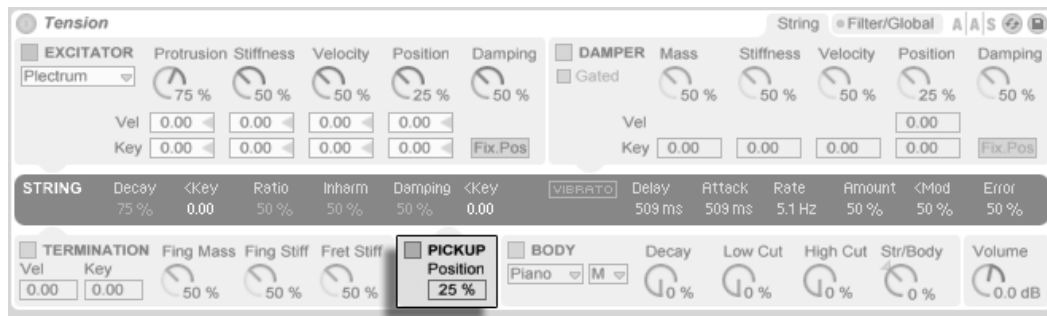 Tension String Filter/Global A A S
EXCITATOR Protrusion Stiffness Velocity Position Damping
Plectrum
75 % 50 % 50 % 25 % 50 %
Vel 0.00 0.00 0.00 0.00
Key 0.00 0.00 0.00 0.00 Fix.Pos
DAMPER Mass Stiffness Velocity Position Damping
Gated
50 % 50 % 50 % 25 % 50 %
Vel 0.00
Key 0.00 0.00 0.00 0.00 Fix.Pos
STRING Decay <Key Ratio Inharm Damping <Key VIBRATO Delay Attack Rate Amount <Mod Error
75 % 0.00 50 % 50 % 50 % 0.00 509 ms 509 ms 5.1 Hz 50 % 50 % 50 %
TERMINATION Fing Mass Fing Stiff Fret Stiff
Vel Key
0.00 0.00 50 % 50 % 50 %
PICKUP
Position
25 %
BODY Decay Low Cut High Cut Str/Body
Piano M
0 % 0 % 0 % 0 %
Volume
0.0 dB